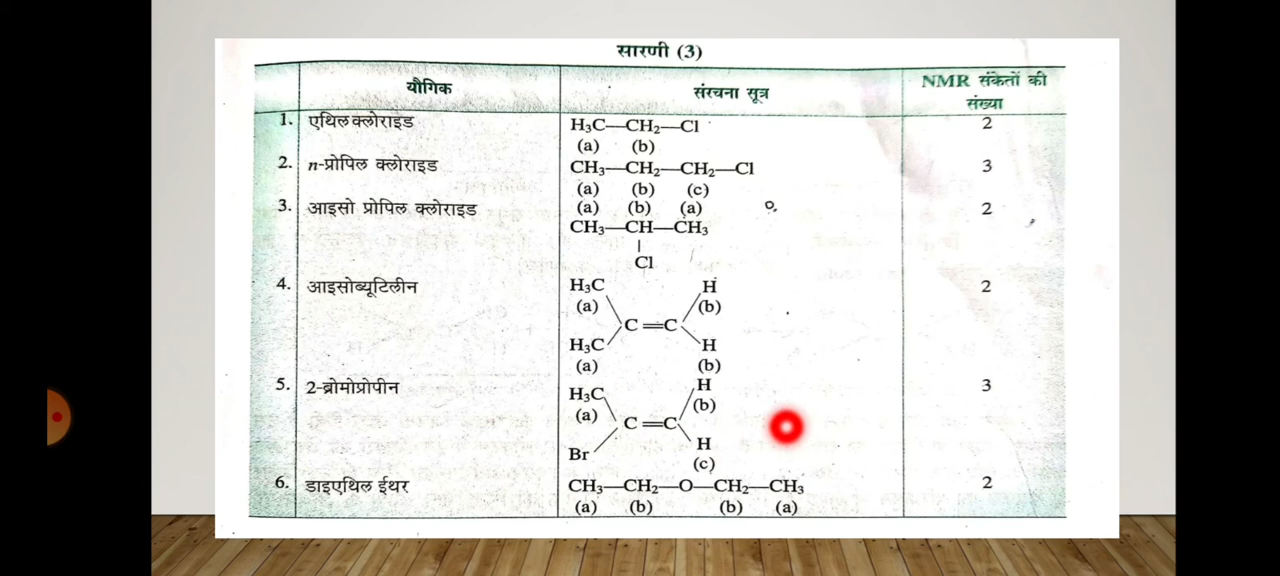 सारणी (3)
यौगिक संरचना सूत्र NMR संकेतों की संख्या
1. एथिल क्लोराइड H₃C—CH₂—Cl 2
(a) (b)
2. n-प्रोपिल क्लोराइड CH₃—CH₂—CH₂—Cl 3
(a) (b) (c)
3. आइसो प्रोपिल क्लोराइड (a) (b) (a) 2
CH₃—CH—CH₃
|
Cl
4. आइसोब्यूटिलीन H₃C H 2
(a) (b)
C=C
H₃C H
(a) (b)
5. 2-ब्रोमोप्रोपीन H₃C H 3
(a) (b)
C=C
Br H
(c)
6. डाइएथिल ईथर CH₃—CH₂—O—CH₂—CH₃ 2
(a) (b) (b) (a)